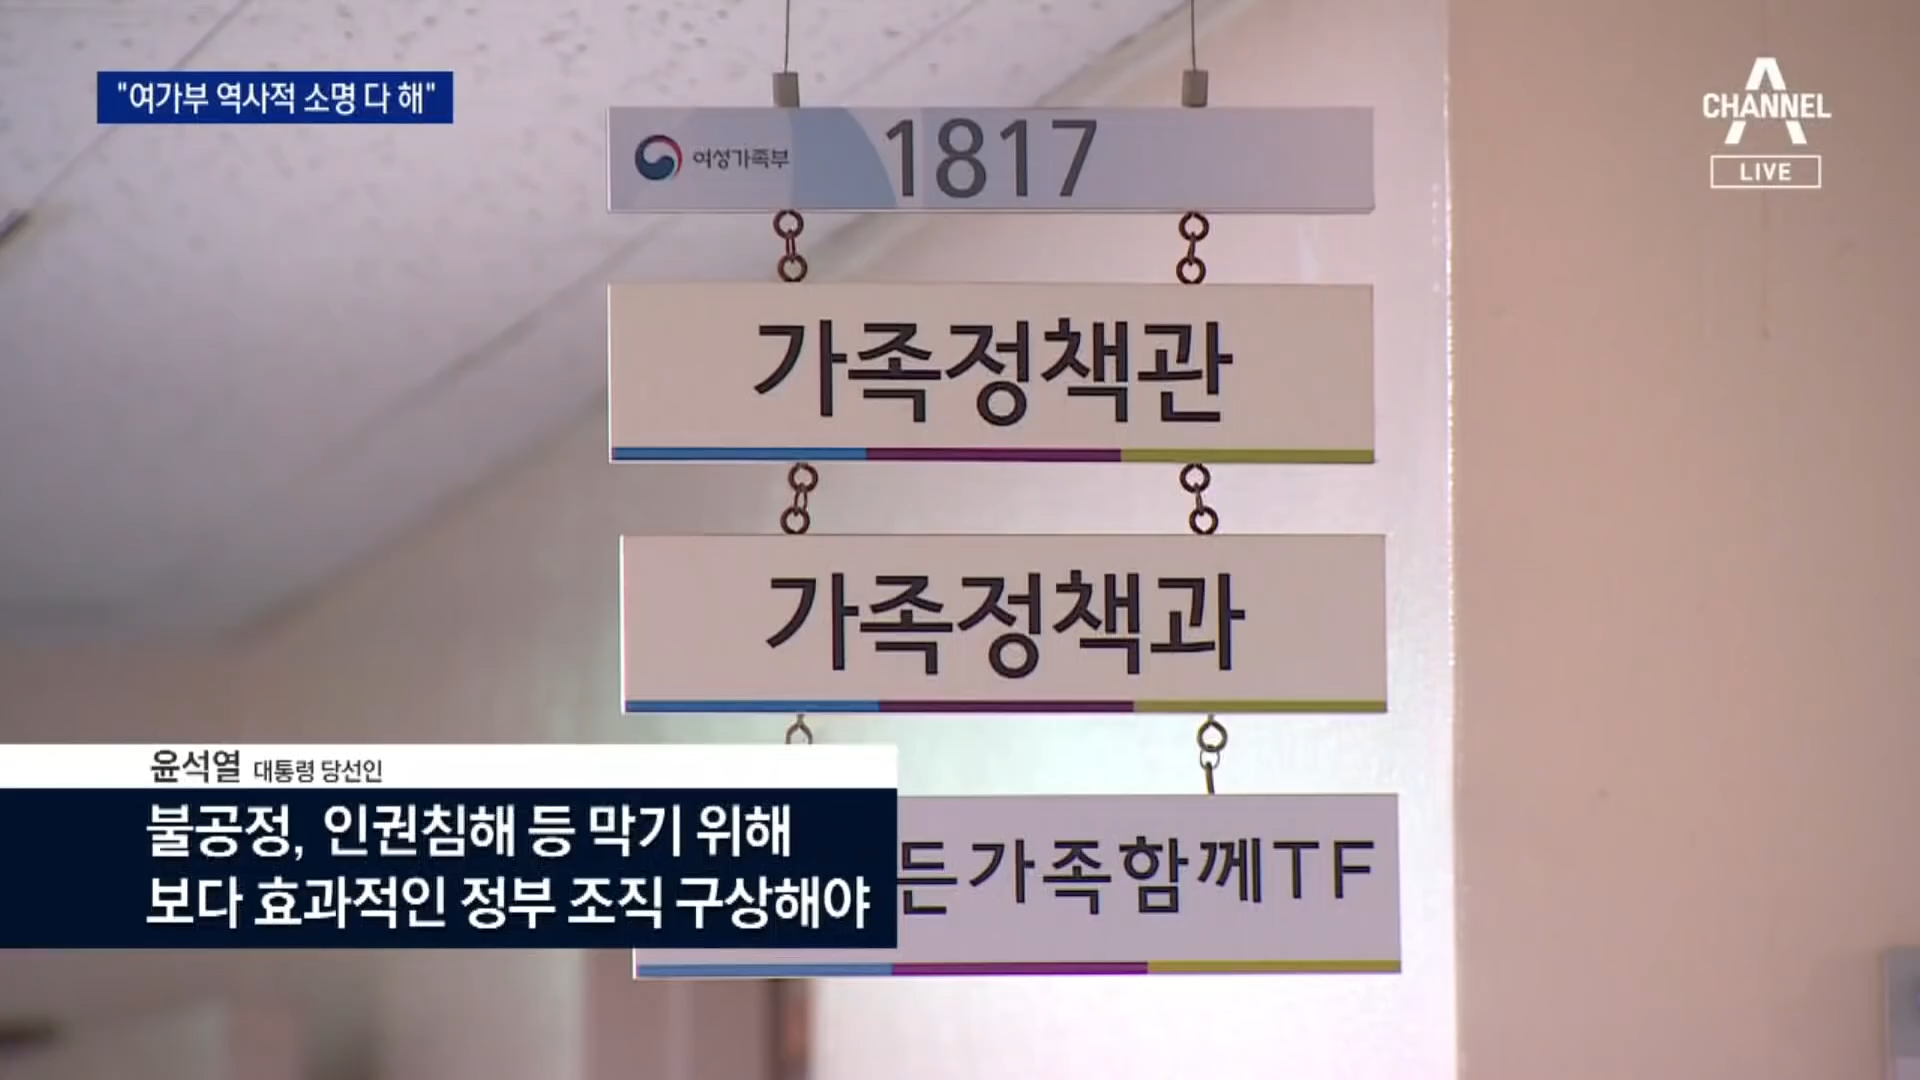 "여가부 역사적 소명 다 해"
CHANNEL A
LIVE
여성가족부 1817
가족정책관
가족정책과
든가족함께TF
윤석열 대통령 당선인
불공정, 인권침해 등 막기 위해
보다 효과적인 정부 조직 구상해야